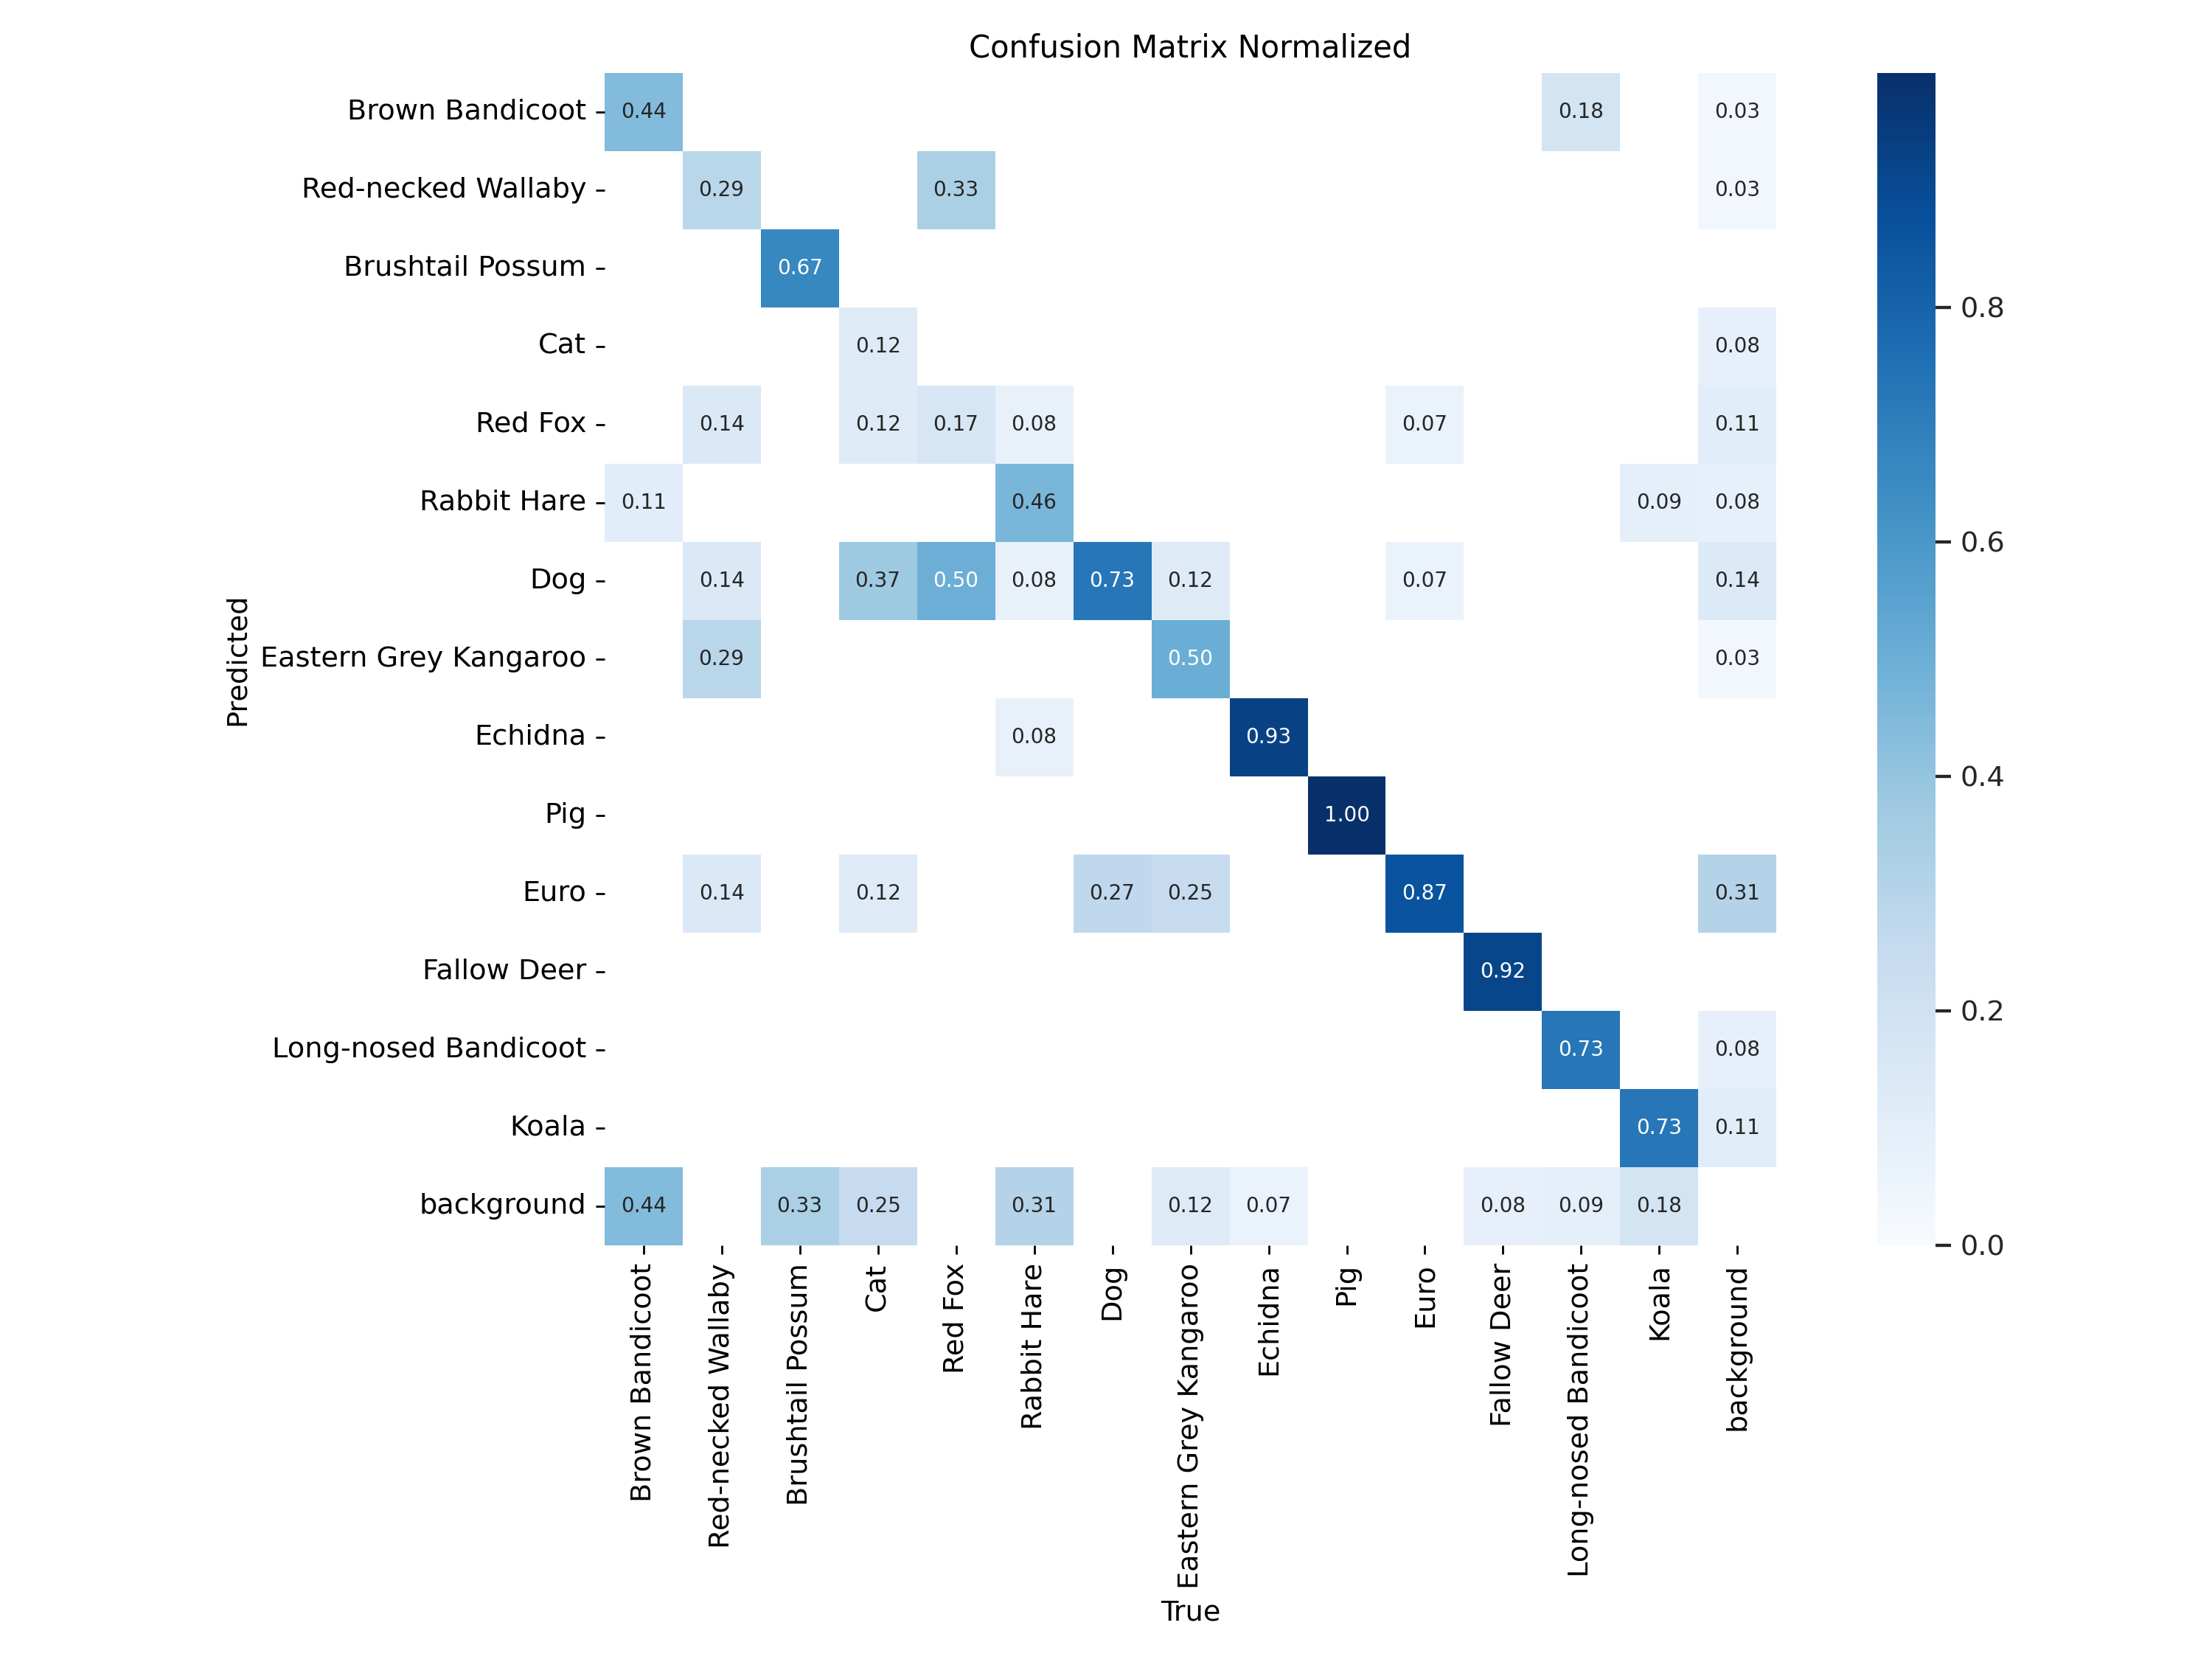 Confusion Matrix Normalized
Brown Bandicoot 0.44 0.18 0.03
Red-necked Wallaby 0.29 0.33 0.03
Brushtail Possum 0.67
Cat 0.12 0.08
0.8
Red Fox 0.14 0.12 0.17 0.08 0.07 0.11
Rabbit Hare 0.11 0.46 0.09 0.08
0.6
Dog 0.14 0.37 0.50 0.08 0.73 0.12 0.07 0.14
Predicted
Eastern Grey Kangaroo 0.29 0.50 0.03
Echidna 0.08 0.93
0.4
Pig 1.00
Euro 0.14 0.12 0.27 0.25 0.87 0.31
Fallow Deer 0.92
0.2
Long-nosed Bandicoot 0.73 0.08
Koala 0.73 0.11
background 0.44 0.33 0.25 0.31 0.12 0.07 0.08 0.09 0.18
0.0
Brown Bandicoot
Red-necked Wallaby
Brushtail Possum
Cat
Red Fox
Rabbit Hare
Dog
Eastern Grey Kangaroo
Echidna
Pig
Euro
Fallow Deer
Long-nosed Bandicoot
Koala
background
True